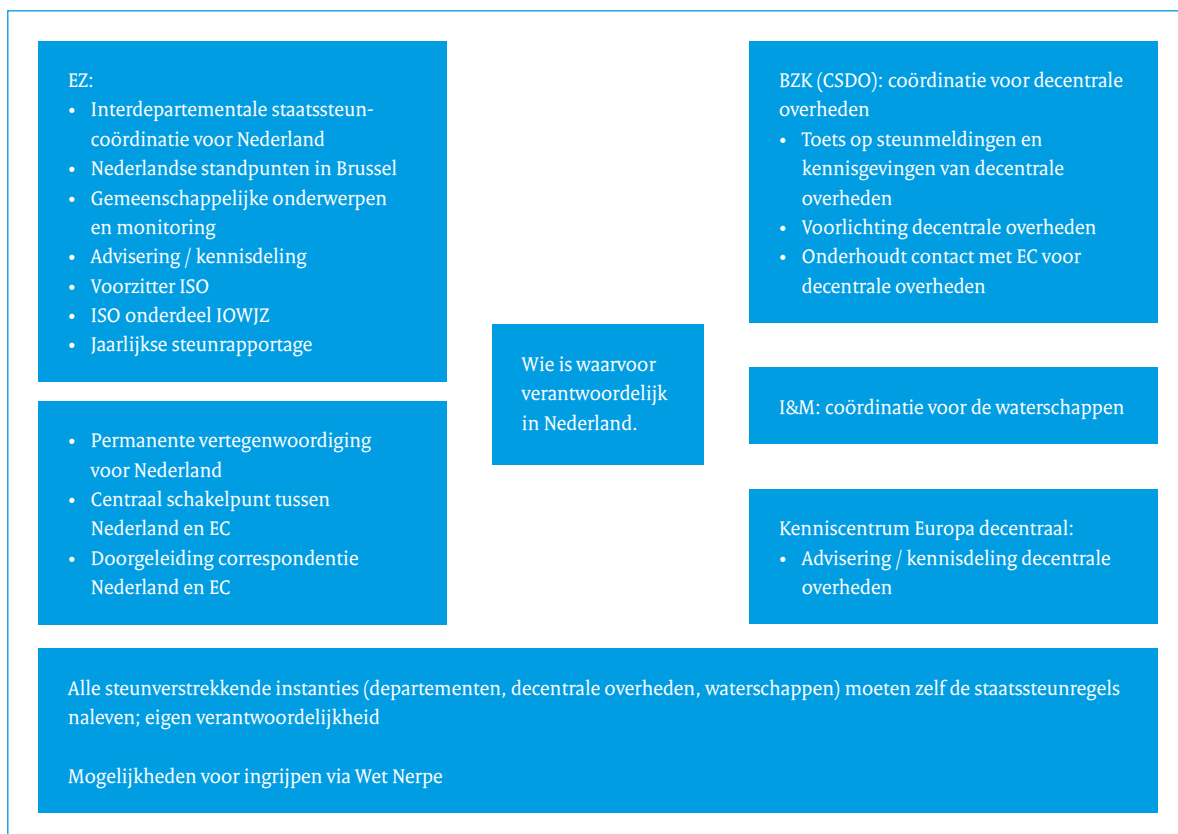 EZ:
• Interdepartementale staatssteun-
coördinatie voor Nederland
• Nederlandse standpunten in Brussel
• Gemeenschappelijke onderwerpen
en monitoring
• Advisering / kennisdeling
• Voorzitter ISO
• ISO onderdeel IOWJZ
• Jaarlijkse steunrapportage
• Permanente vertegenwoordiging
voor Nederland
• Centraal schakelpunt tussen
Nederland en EC
• Doorgeleiding correspondentie
Nederland en EC
Wie is waarvoor
verantwoordelijk
in Nederland.
BZK (CSDO): coördinatie voor decentrale
overheden
• Toets op steunmeldingen en
kennisgevingen van decentrale
overheden
• Voorlichting decentrale overheden
• Onderhoudt contact met EC voor
decentrale overheden
I&M: coördinatie voor de waterschappen
Kenniscentrum Europa decentraal:
• Advisering / kennisdeling decentrale
overheden
Alle steunverstrekkende instanties (departementen, decentrale overheden, waterschappen) moeten zelf de staatssteunregels
naleven; eigen verantwoordelijkheid
Mogelijkheden voor ingrijpen via Wet Nerpe